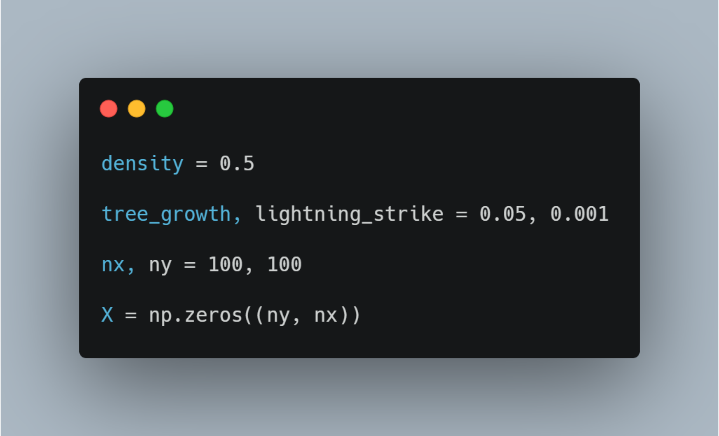 density = 0.5
tree_growth, lightning_strike = 0.05, 0.001
nx, ny = 100, 100
X = np.zeros((ny, nx))